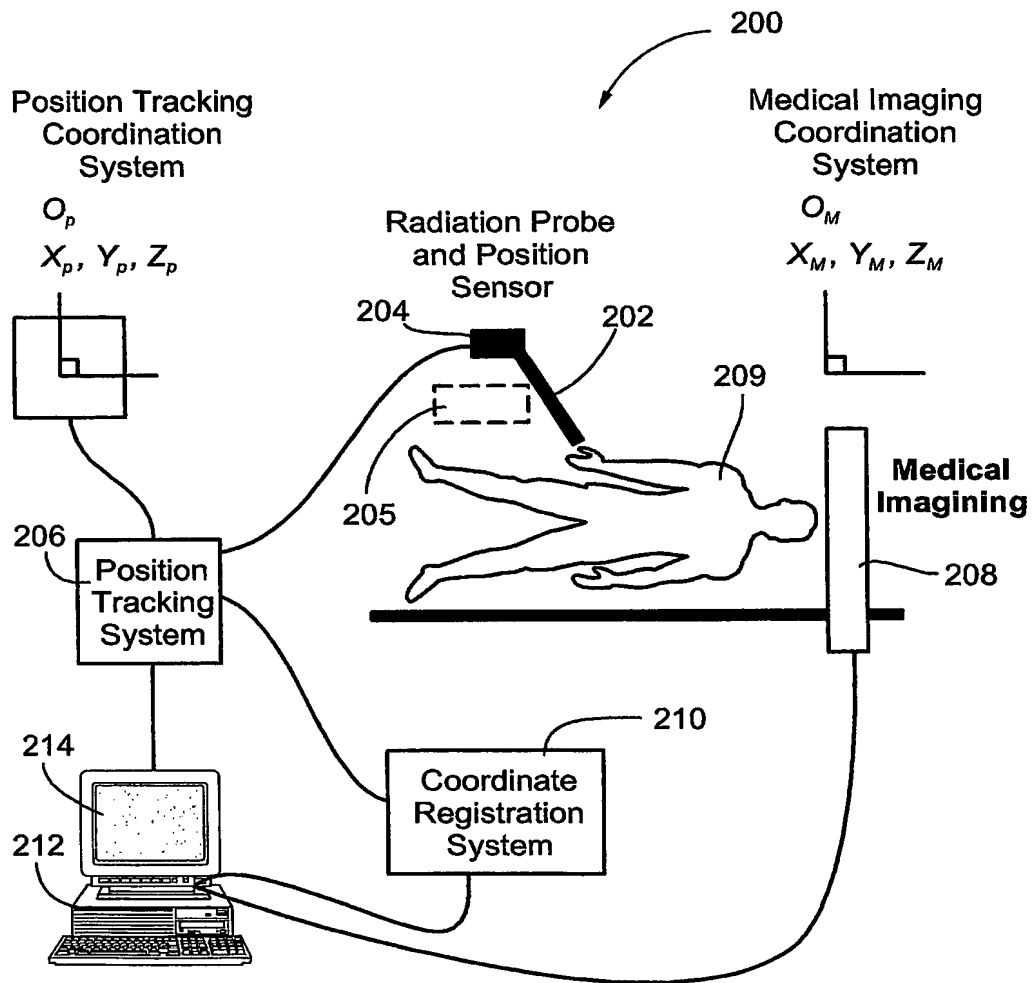 200
Position Tracking
Coordination
System
O_p
X_p, Y_p, Z_p
Medical Imaging
Coordination
System
O_M
X_M, Y_M, Z_M
Radiation Probe
and Position
Sensor
204
202
209
205
Medical
Imagining
208
206
Position
Tracking
System
210
Coordinate
Registration
System
214
212